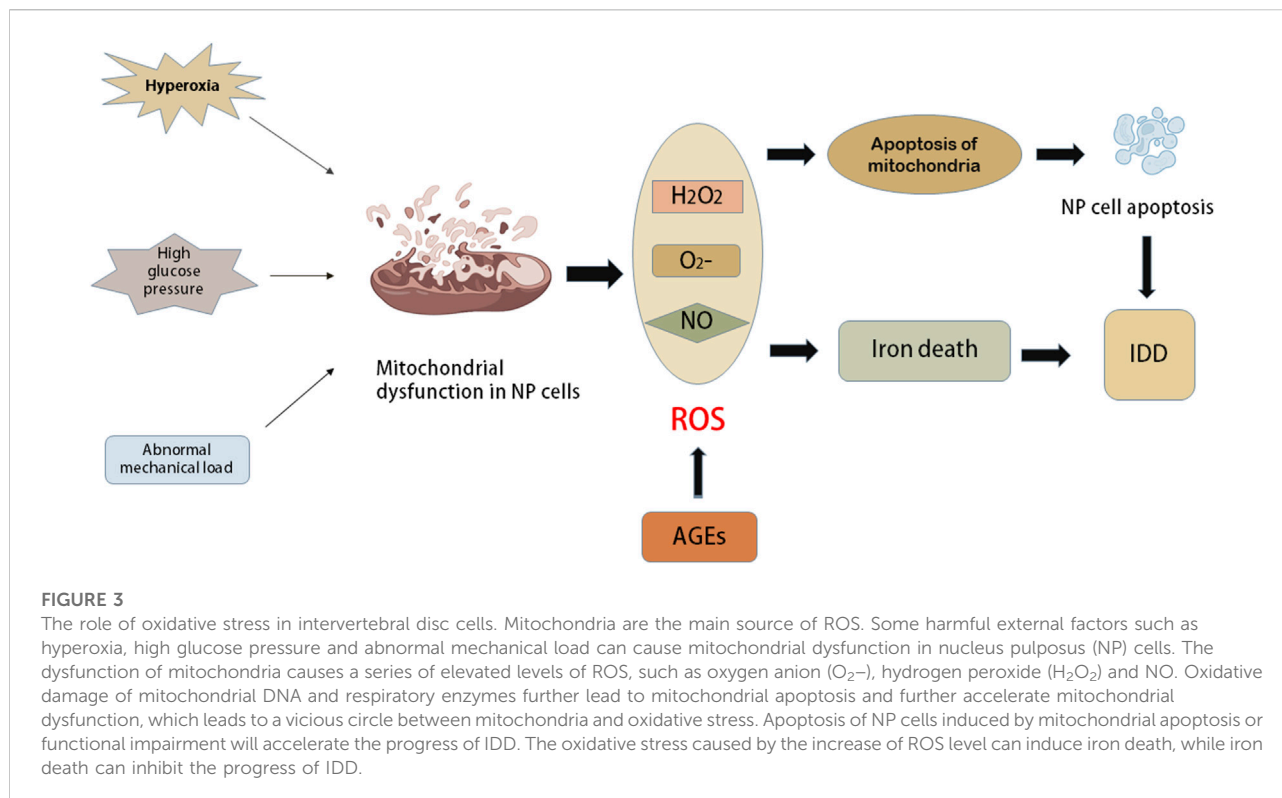 Hyperoxia
High
glucose
pressure
Abnormal
mechanical load
Mitochondrial
dysfunction in NP cells
H2O2
O2-
NO
ROS
AGEs
Apoptosis of
mitochondria
NP cell apoptosis
Iron death
IDD
FIGURE 3
The role of oxidative stress in intervertebral disc cells. Mitochondria are the main source of ROS. Some harmful external factors such as
hyperoxia, high glucose pressure and abnormal mechanical load can cause mitochondrial dysfunction in nucleus pulposus (NP) cells. The
dysfunction of mitochondria causes a series of elevated levels of ROS, such as oxygen anion (O₂–), hydrogen peroxide (H₂O₂) and NO. Oxidative
damage of mitochondrial DNA and respiratory enzymes further lead to mitochondrial apoptosis and further accelerate mitochondrial
dysfunction, which leads to a vicious circle between mitochondria and oxidative stress. Apoptosis of NP cells induced by mitochondrial apoptosis or
functional impairment will accelerate the progress of IDD. The oxidative stress caused by the increase of ROS level can induce iron death, while iron
death can inhibit the progress of IDD.